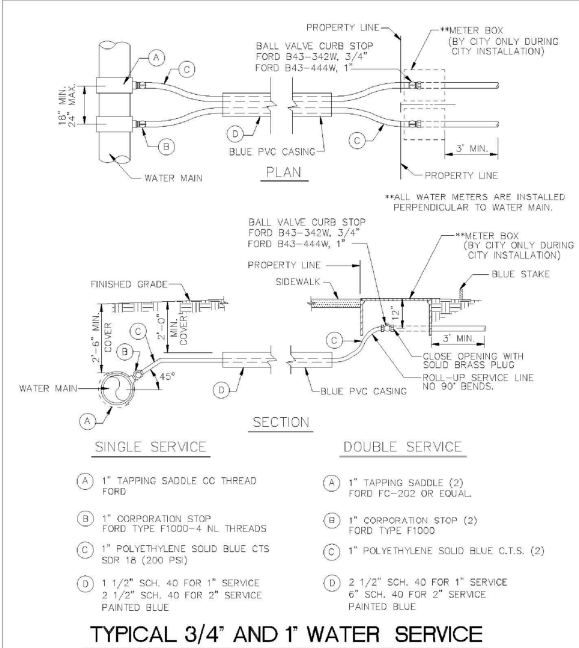 PROPERTY LINE
**METER BOX
(BY CITY ONLY DURING
CITY INSTALLATION)
BALL VALVE CURB STOP
FORD B43-342W, 3/4"
FORD B43-444W, 1"
A
C
18" MIN.
24" MAX.
B
D
BLUE PVC CASING
C
3' MIN.
WATER MAIN
PLAN
PROPERTY LINE
**ALL WATER METERS ARE INSTALLED
PERPENDICULAR TO WATER MAIN.
BALL VALVE CURB STOP
FORD B43-342W, 3/4"
FORD B43-444W, 1"
**METER BOX
(BY CITY ONLY DURING
CITY INSTALLATION)
PROPERTY LINE
BLUE STAKE
FINISHED GRADE
SIDEWALK
2'-6" MIN.
COVER
C
2'-0"
MIN.
COVER
12"
3' MIN.
B
C
CLOSE OPENING WITH
SOLID BRASS PLUG
45°
WATER MAIN
D
BLUE PVC CASING
ROLL-UP SERVICE LINE
NO 90° BENDS.
A
SECTION
SINGLE SERVICE
A 1" TAPPING SADDLE CC THREAD
FORD
B 1" CORPORATION STOP
FORD TYPE F1000-4 NL THREADS
C 1" POLYETHYLENE SOLID BLUE CTS
SDR 18 (200 PSI)
D 1 1/2" SCH. 40 FOR 1" SERVICE
2 1/2" SCH. 40 FOR 2" SERVICE
PAINTED BLUE
DOUBLE SERVICE
A 1" TAPPING SADDLE (2)
FORD FC-202 OR EQUAL.
B 1" CORPORATION STOP (2)
FORD TYPE F1000
C 1" POLYETHYLENE SOLID BLUE C.T.S. (2)
D 2 1/2" SCH. 40 FOR 1" SERVICE
6" SCH. 40 FOR 2" SERVICE
PAINTED BLUE
TYPICAL 3/4" AND 1" WATER SERVICE